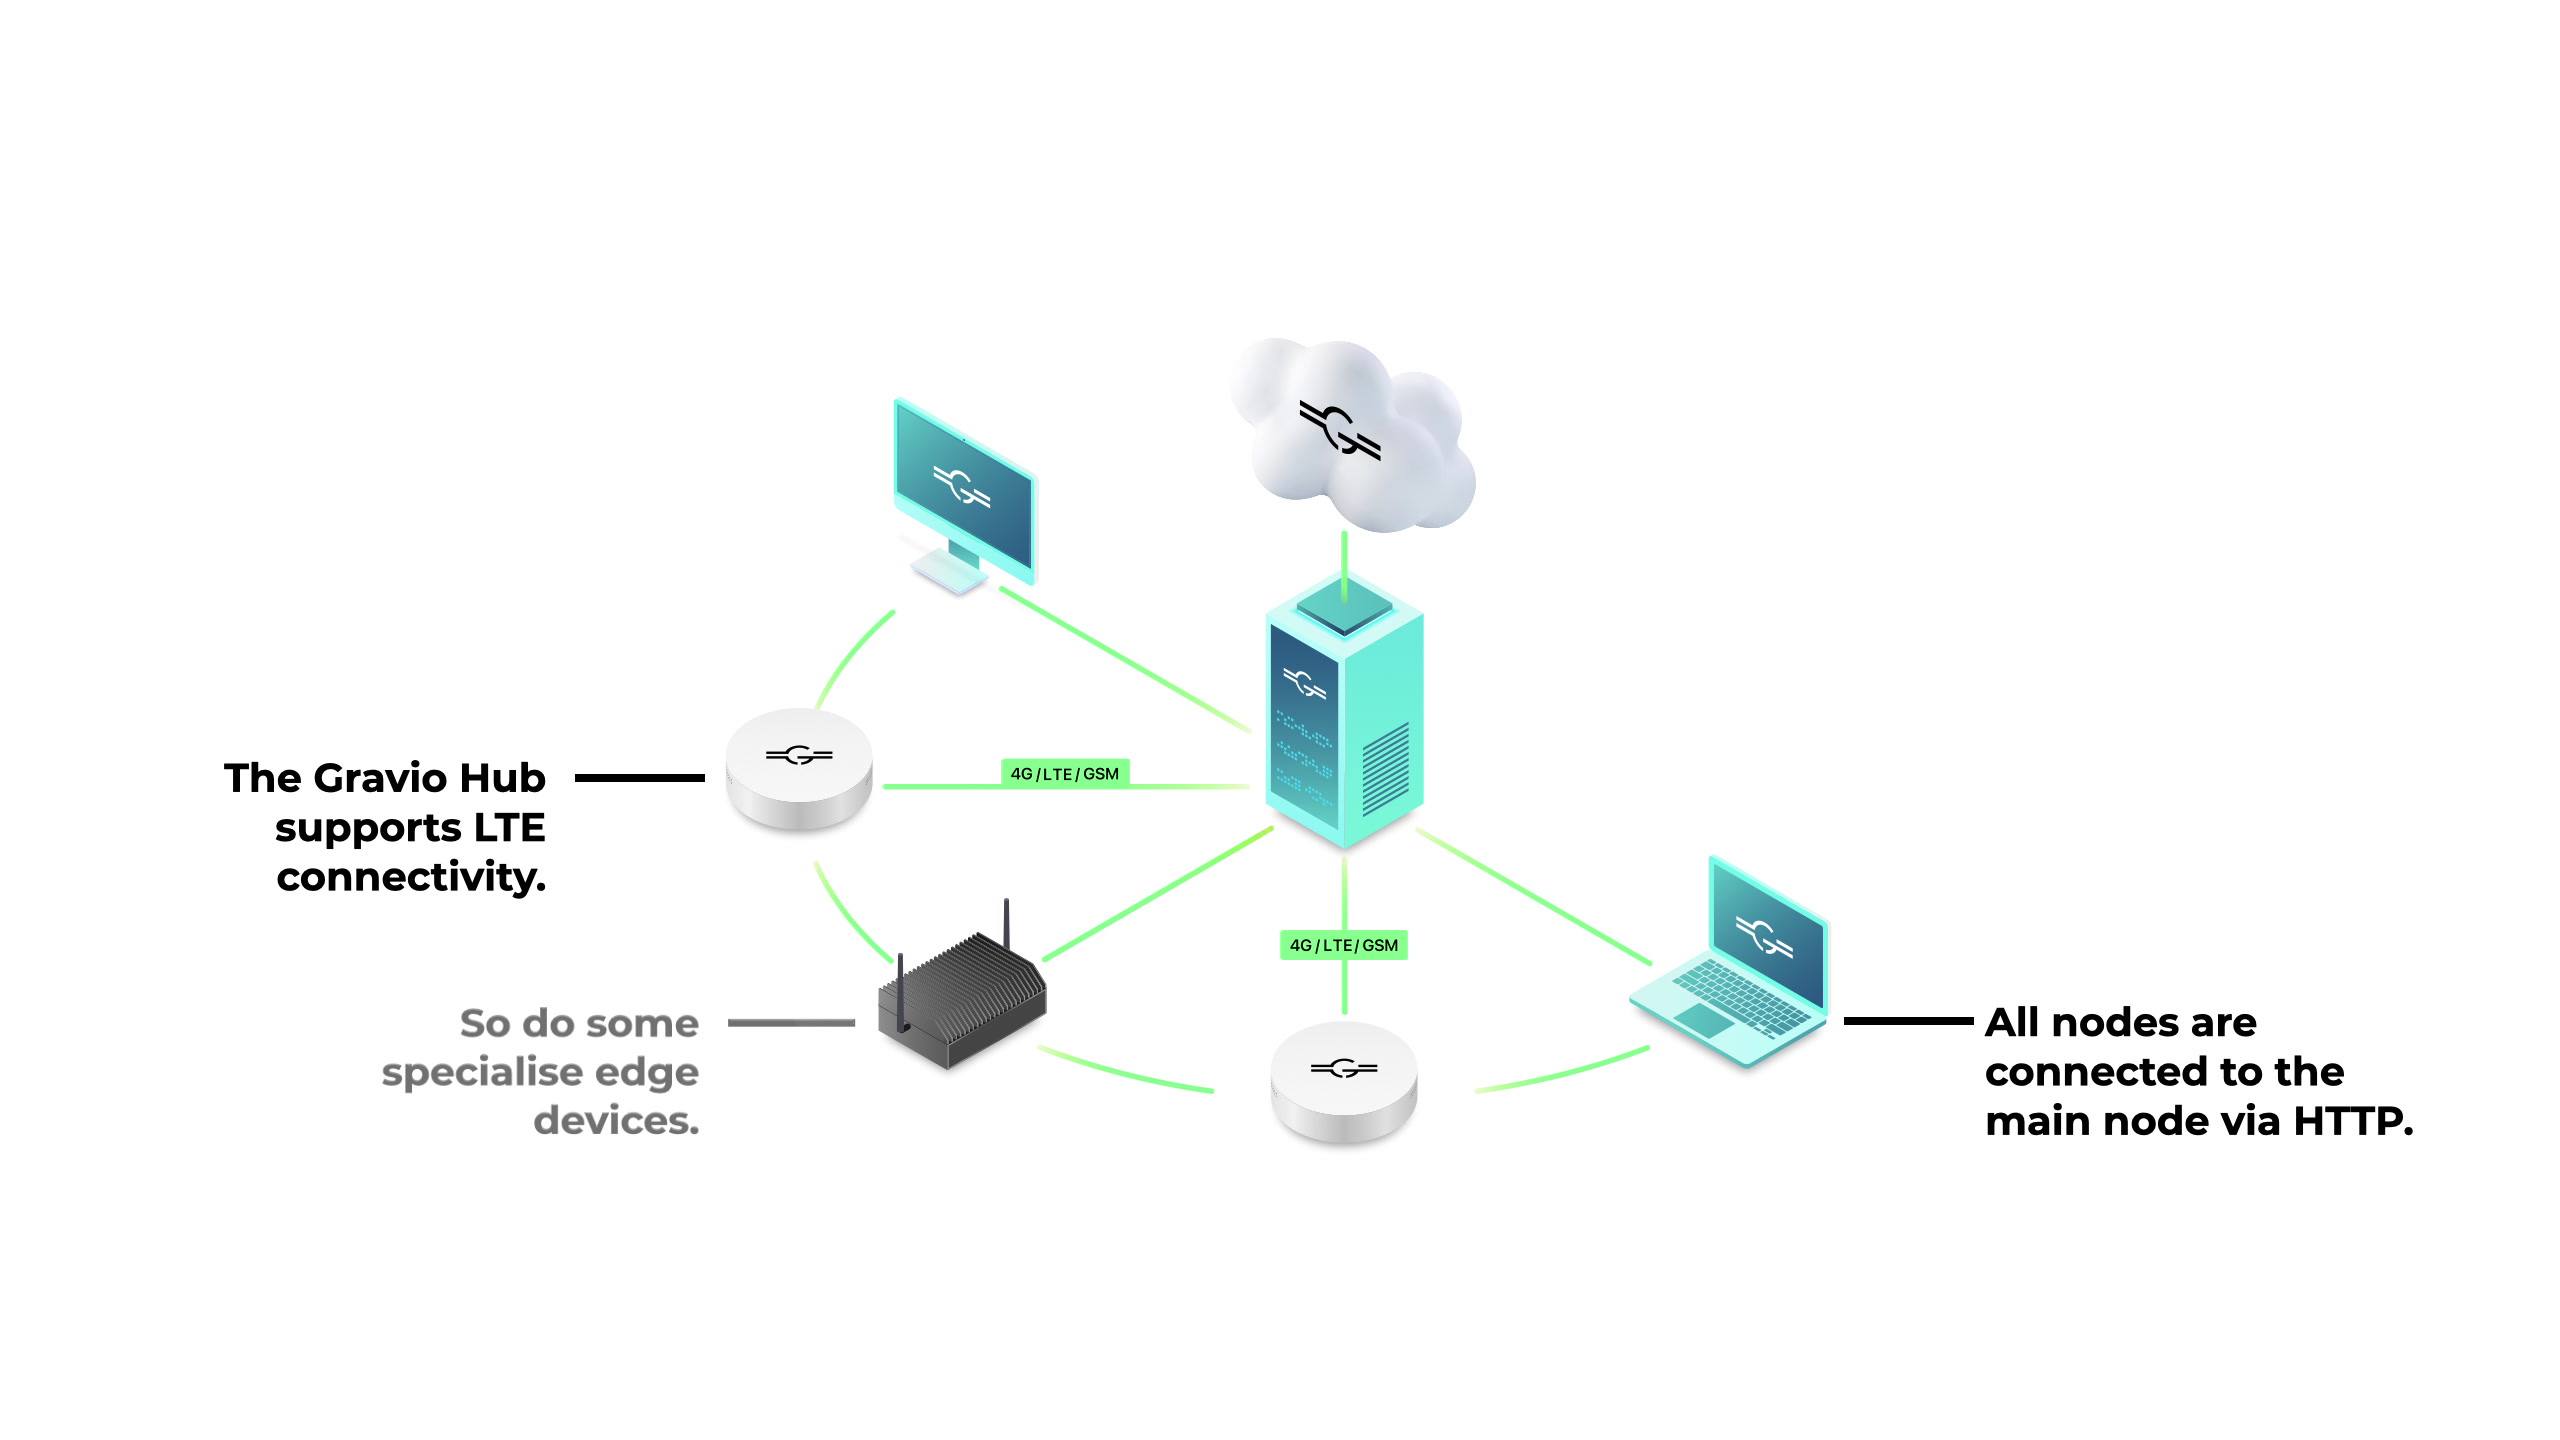 4G / LTE / GSM
The Gravio Hub
supports LTE
connectivity.
4G / LTE / GSM
So do some
specialise edge
devices.
All nodes are
connected to the
main node via HTTP.